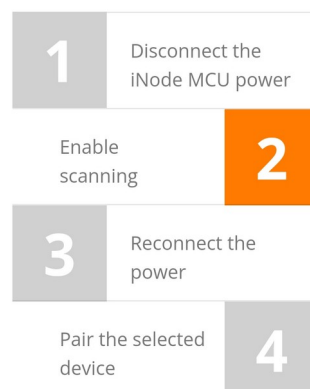 1
Disconnect the
iNode MCU power
Enable
scanning
2
3
Reconnect the
power
Pair the selected
device
4